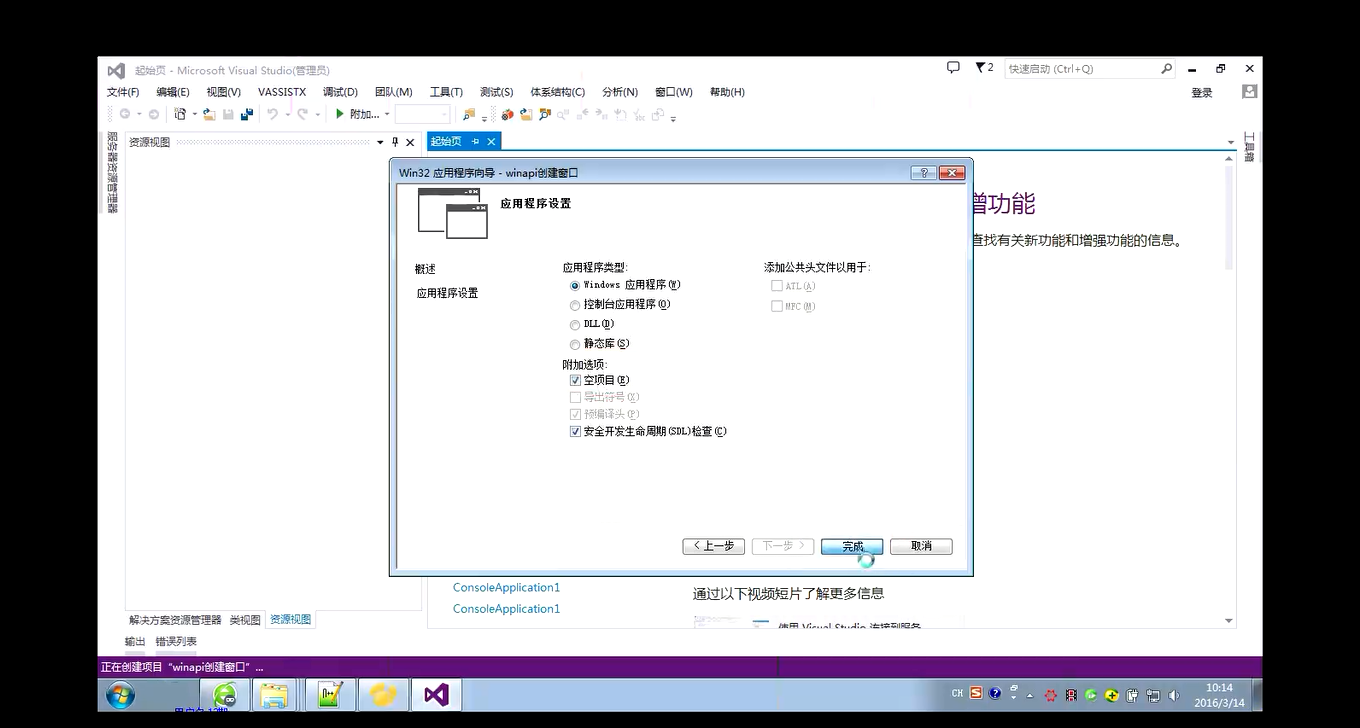 起始页 - Microsoft Visual Studio(管理员)
2
快速启动 (Ctrl+Q)
文件(F) 编辑(E) 视图(V) VASSISTX 调试(D) 团队(M) 工具(T) 测试(S) 体系结构(C) 分析(N) 窗口(W) 帮助(H)
登录
附加...
服务器资源管理器
资源视图
起始页
工具箱
Win32 应用程序向导 - winapi创建窗口
应用程序设置
增功能
查找有关新功能和增强功能的信息。
概述
应用程序设置
应用程序类型:
Windows 应用程序(W)
控制台应用程序(O)
DLL(D)
静态库(S)
附加选项:
空项目(E)
导出符号(X)
预编译头(P)
安全开发生命周期(SDL)检查(C)
添加公共头文件以用于:
ATL(A)
MFC(M)
< 上一步
下一步 >
完成
取消
ConsoleApplication1
ConsoleApplication1
通过以下视频短片了解更多信息
使用 Visual Studio 连接到服务
解决方案资源管理器 类视图 资源视图
输出 错误列表
正在创建项目 "winapi创建窗口" ...
CH
10:14
2016/3/14